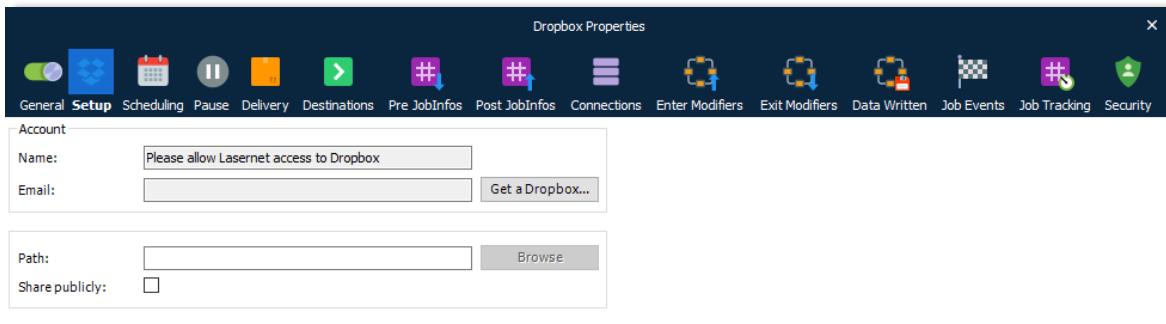 Dropbox Properties
General Setup Scheduling Pause Delivery Destinations Pre JobInfos Post JobInfos Connections Enter Modifiers Exit Modifiers Data Written Job Events Job Tracking Security
Account
Name: Please allow Lasernet access to Dropbox
Email: Get a Dropbox...
Path: Browse
Share publicly: